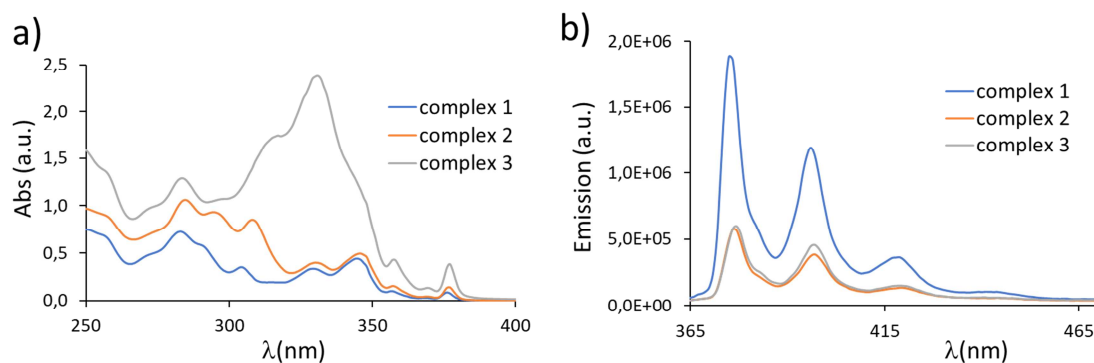 a)
2,5
2,0
1,5
1,0
0,5
0,0
Abs (a.u.)
complex 1
complex 2
complex 3
250
300
350
400
λ(nm)
b)
2,0E+06
1,5E+06
1,0E+06
5,0E+05
0,0E+00
Emission (a.u.)
complex 1
complex 2
complex 3
365
415
465
λ(nm)